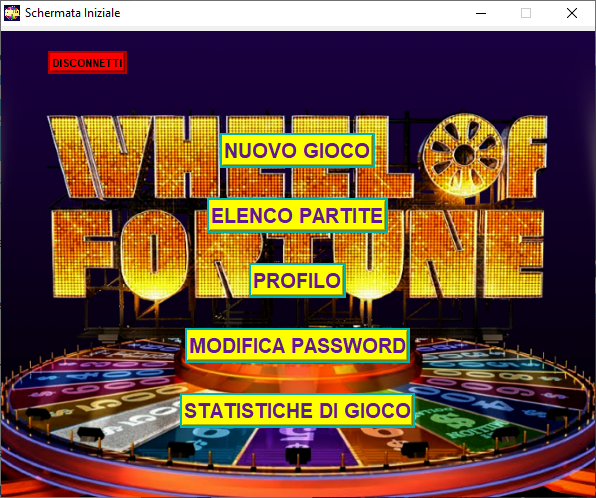 Schermata Iniziale
DISCONNETTI
WHEEL OF
FORTUNE
NUOVO GIOCO
ELENCO PARTITE
PROFILO
MODIFICA PASSWORD
STATISTICHE DI GIOCO